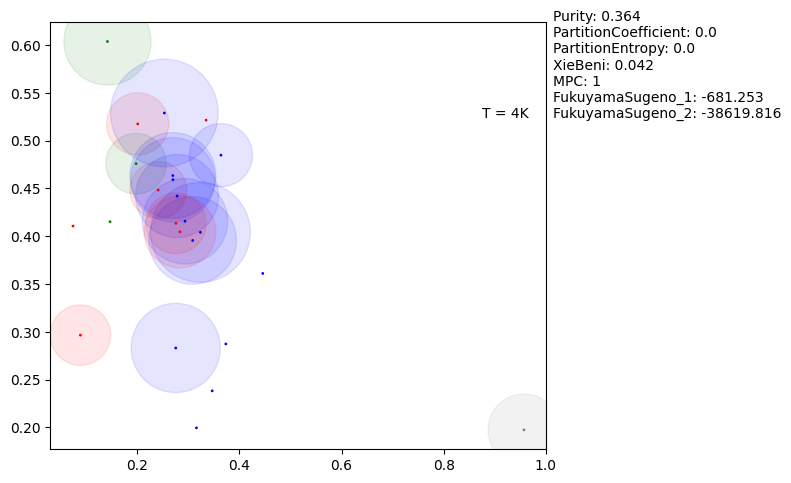 Purity: 0.364
PartitionCoefficient: 0.0
PartitionEntropy: 0.0
XieBeni: 0.042
MPC: 1
FukuyamaSugeno_1: -681.253
FukuyamaSugeno_2: -38619.816
T = 4K
0.60
0.55
0.50
0.45
0.40
0.35
0.30
0.25
0.20
0.2 0.4 0.6 0.8 1.0